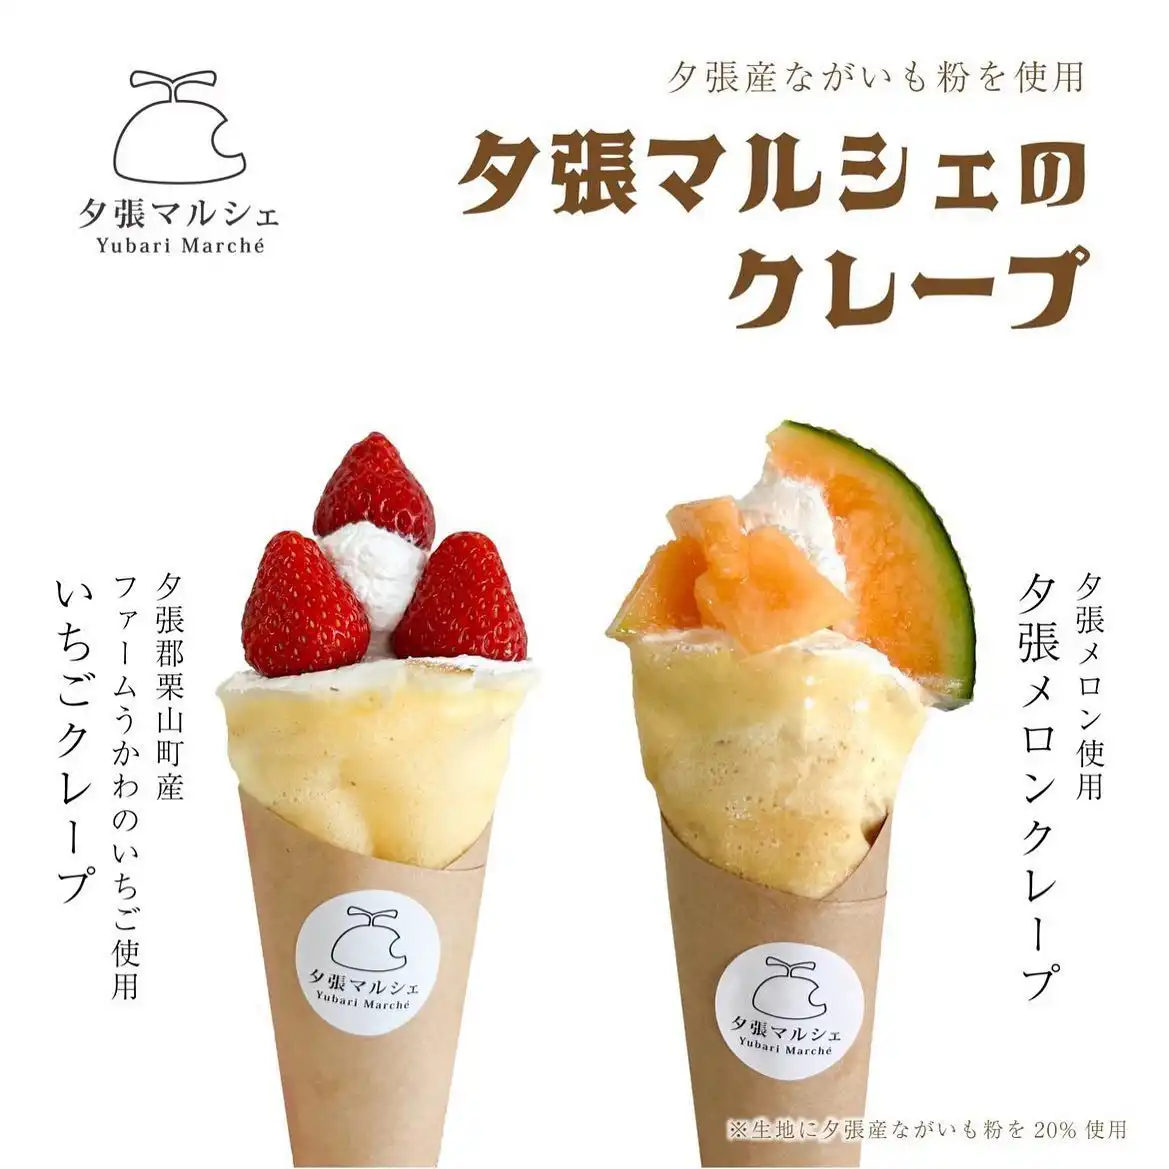 夕張マルシェ
Yubari Marché
夕張産ながいも粉を使用
夕張マルシェの
クレープ
夕張郡栗山町産
ファームうかわのいちご使用
いちごクレープ
夕張メロン使用
夕張メロンクレープ
夕張マルシェ
Yubari Marché
夕張マルシェ
Yubari Marché
※生地に夕張産ながいも粉を20%使用